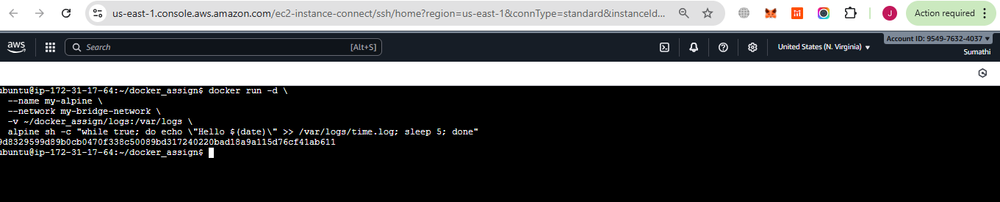 us-east-1.console.aws.amazon.com/ec2-instance-connect/ssh/home?region=us-east-1&connType=standard&instanceId...
J
Action required
aws
Search
[Alt+S]
United States (N. Virginia)
Account ID: 9549-7632-4037
Sumathi
ubuntu@ip-172-31-17-64:~/docker_assign$ docker run -d \
--name my-alpine \
--network my-bridge-network \
-v ~/docker_assign/logs:/var/logs \
alpine sh -c "while true; do echo \"Hello $(date)\" >> /var/logs/time.log; sleep 5; done"
9d8329599d89b0cb0470f338c50089bd317240220bad18a9a115d76cf41ab611
ubuntu@ip-172-31-17-64:~/docker_assign$